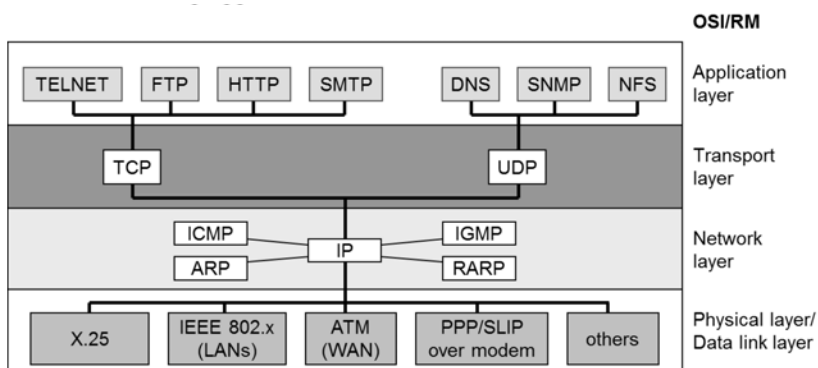 OSI/RM
TELNET FTP HTTP SMTP DNS SNMP NFS
Application
layer
TCP UDP
Transport
layer
ICMP IGMP
IP
ARP RARP
Network
layer
X.25
IEEE 802.x
(LANs)
ATM
(WAN)
PPP/SLIP
over modem
others
Physical layer/
Data link layer